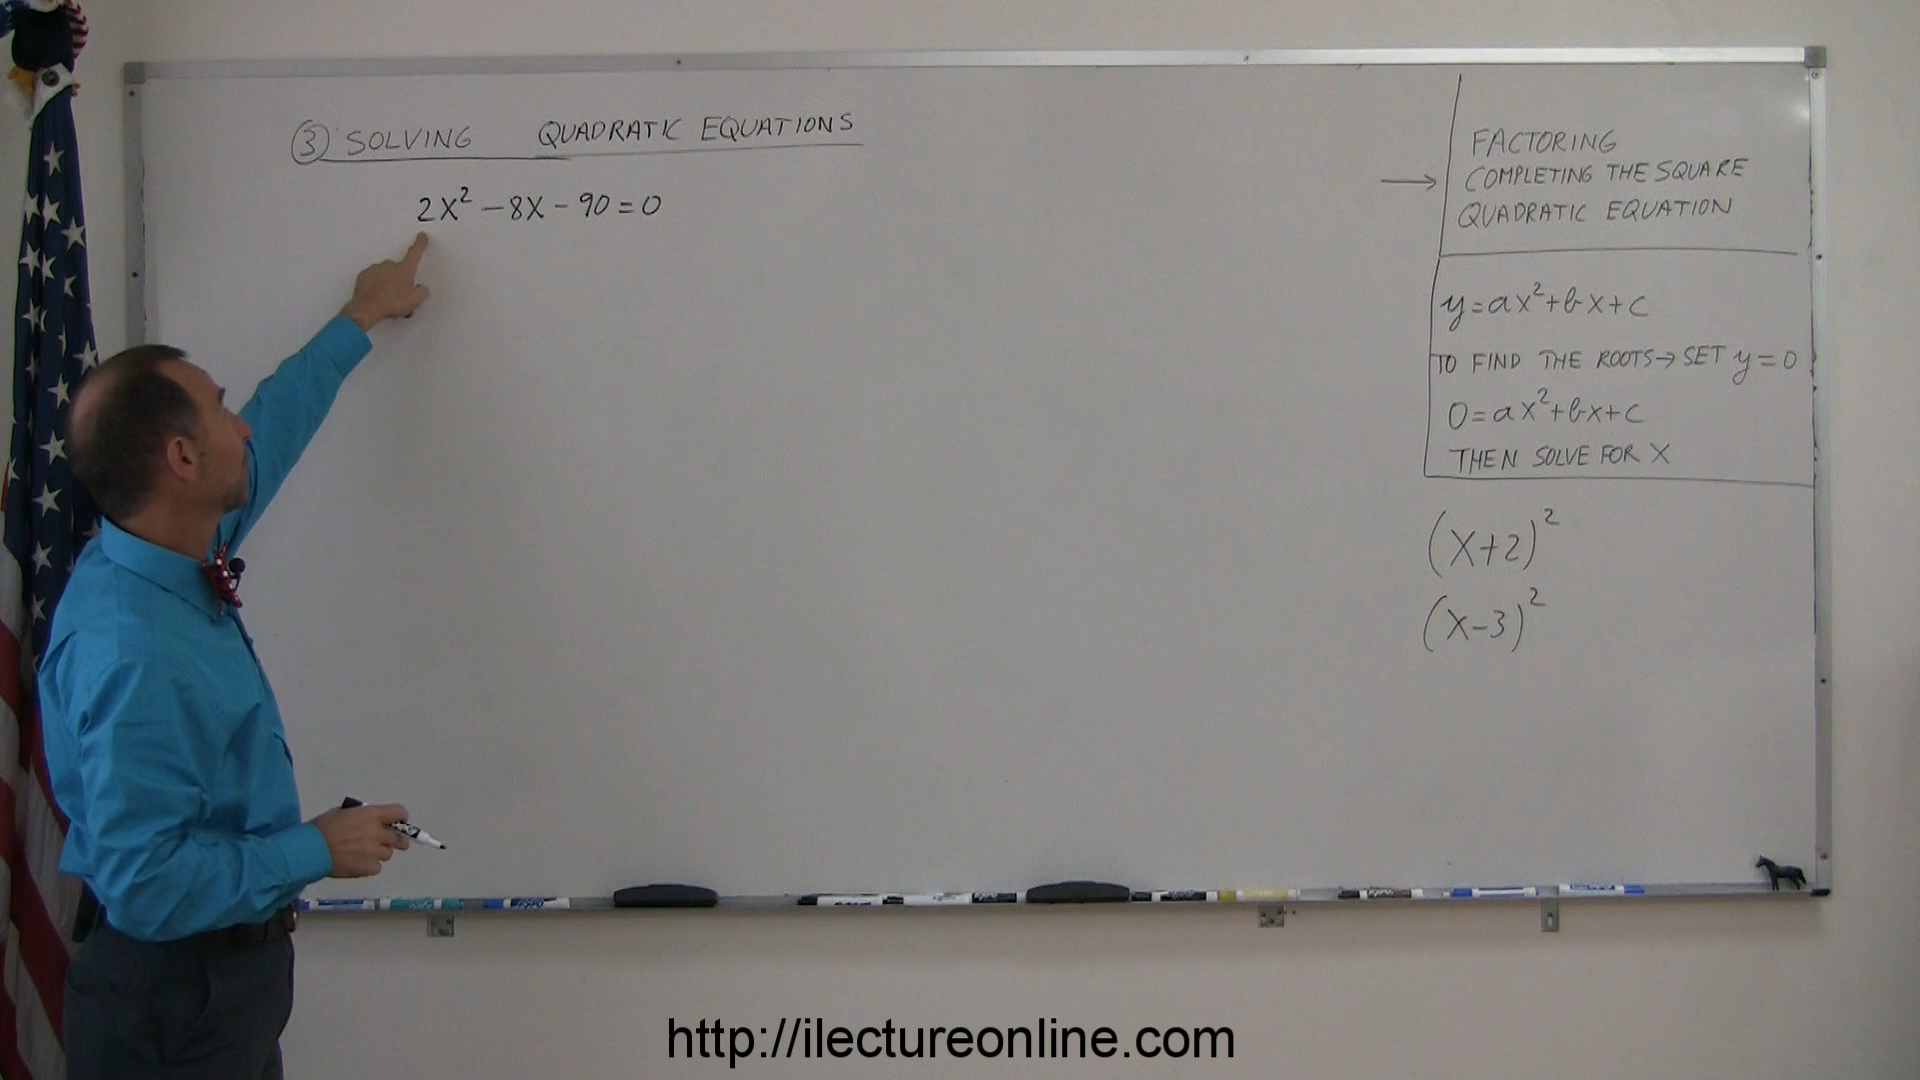 ③ SOLVING QUADRATIC EQUATIONS
2X² - 8X - 90 = 0
FACTORING
→ COMPLETING THE SQUARE
QUADRATIC EQUATION
y = ax² + bx + c
TO FIND THE ROOTS → SET y = 0
0 = ax² + bx + c
THEN SOLVE FOR X
(X+2)²
(X-3)²
http://ilectureonline.com